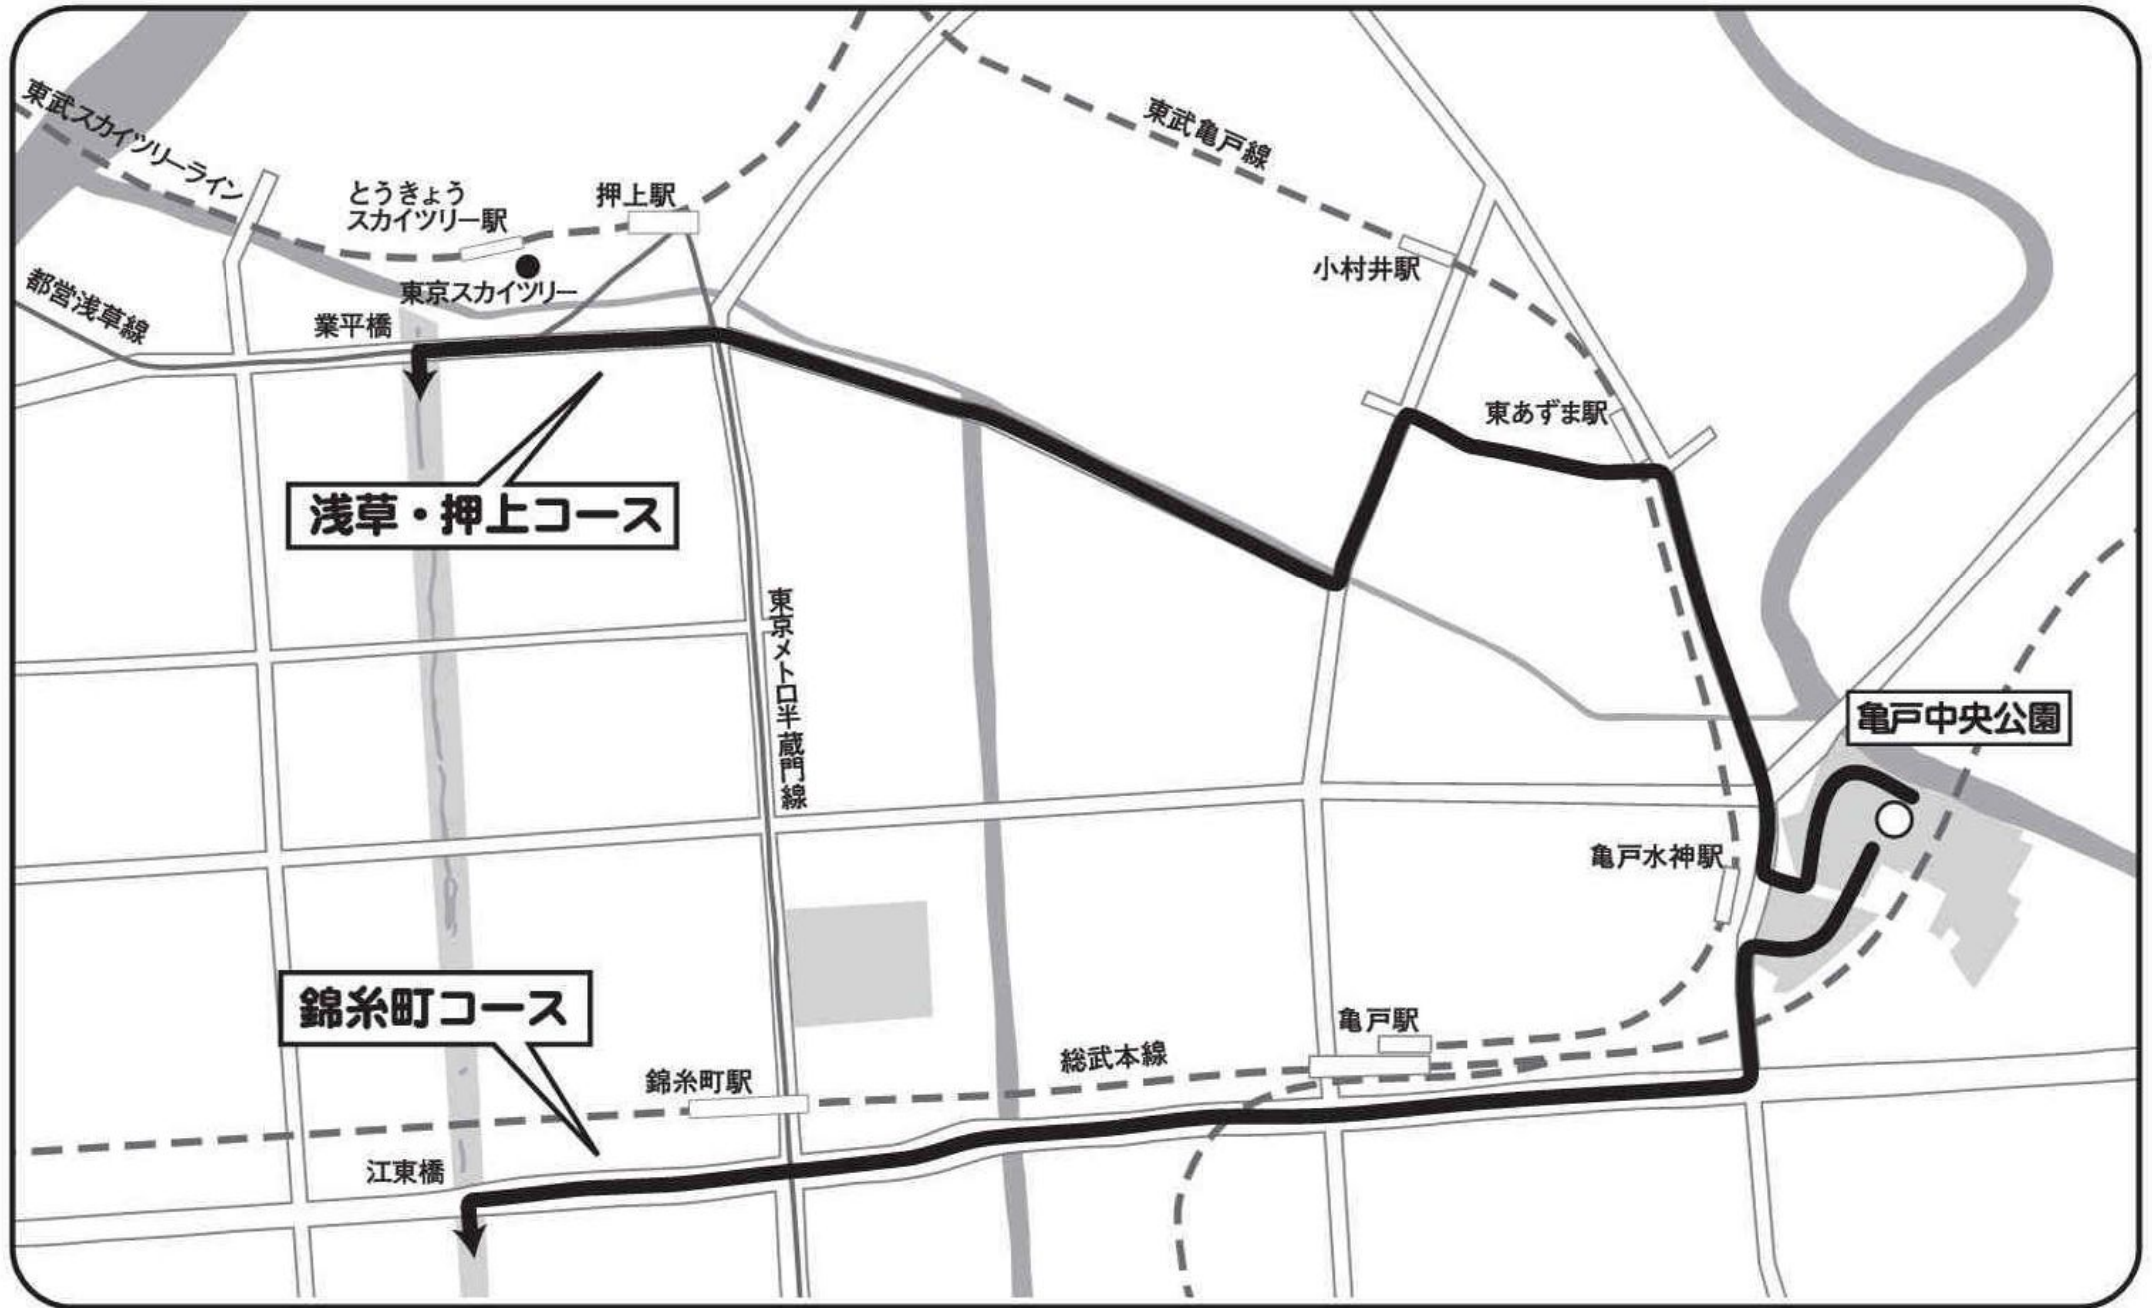 東武スカイツリーライン
東武亀戸線
とうきょう
スカイツリー駅
押上駅
小村井駅
東京スカイツリー
都営浅草線
業平橋
東あずま駅
浅草・押上コース
東京メトロ半蔵門線
亀戸中央公園
亀戸水神駅
錦糸町コース
亀戸駅
総武本線
錦糸町駅
江東橋